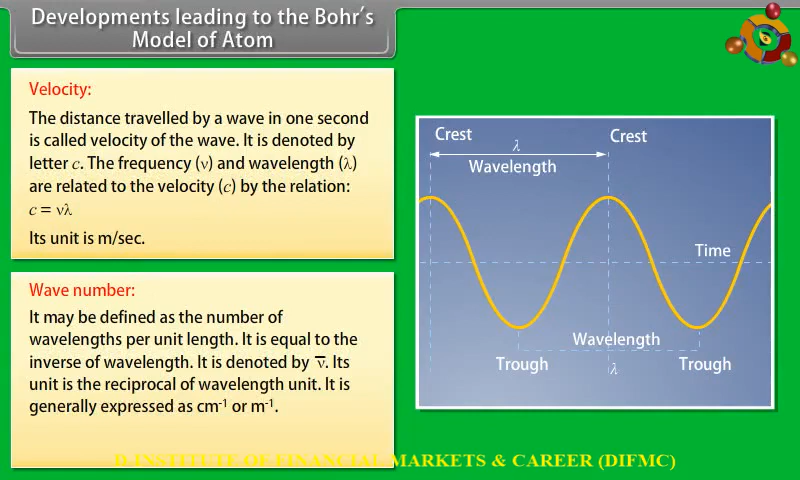 Developments leading to the Bohr′s
Model of Atom
Velocity:
The distance travelled by a wave in one second
is called velocity of the wave. It is denoted by
letter c. The frequency (ν) and wavelength (λ)
are related to the velocity (c) by the relation:
c = νλ
Its unit is m/sec.
Wave number:
It may be defined as the number of
wavelengths per unit length. It is equal to the
inverse of wavelength. It is denoted by ν̅. Its
unit is the reciprocal of wavelength unit. It is
generally expressed as cm⁻¹ or m⁻¹.
Crest
Crest
λ
Wavelength
Time
Wavelength
Trough
Trough
λ
D INSTITUTE OF FINANCIAL MARKETS & CAREER (DIFMC)